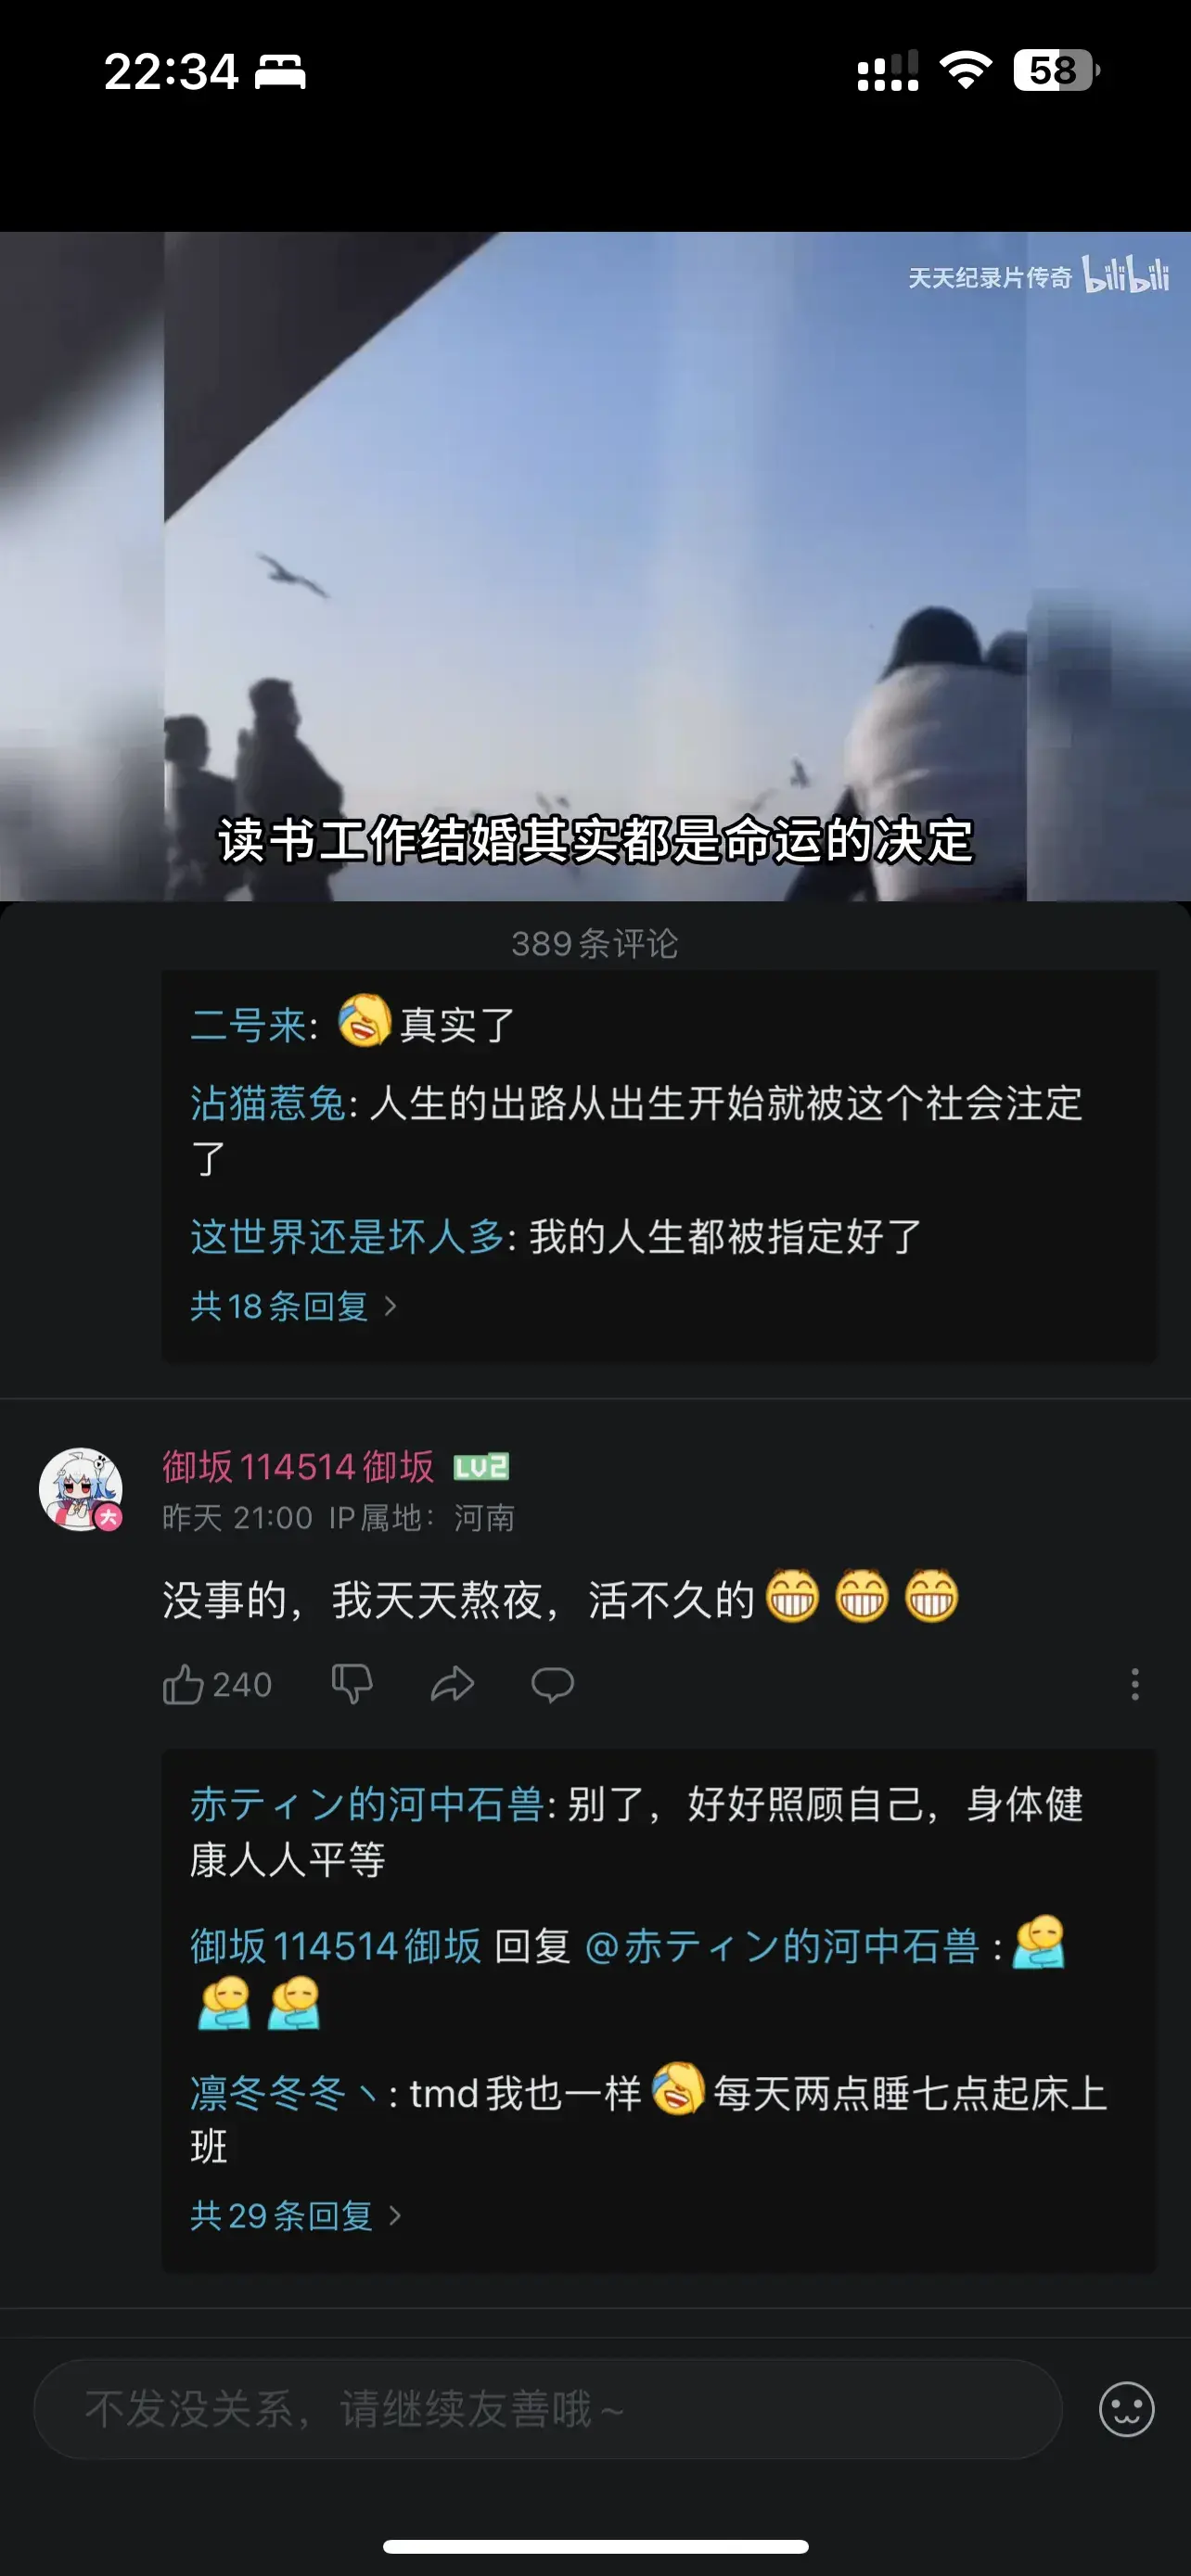 22:34
58
天天纪录片传奇 bilibili
读书工作结婚其实都是命运的决定
389条评论
二号来: 真实了
沾猫惹兔: 人生的出路从出生开始就被这个社会注定
了
这世界还是坏人多: 我的人生都被指定好了
共18条回复
御坂114514御坂 LV2
大
昨天 21:00 IP属地：河南
没事的，我天天熬夜，活不久的😁😁😁
240
赤ティン的河中石兽: 别了，好好照顾自己，身体健
康人人平等
御坂114514御坂 回复 @赤ティン的河中石兽 :
凛冬冬冬丶: tmd我也一样 每天两点睡七点起床上
班
共29条回复
不发没关系，请继续友善哦~